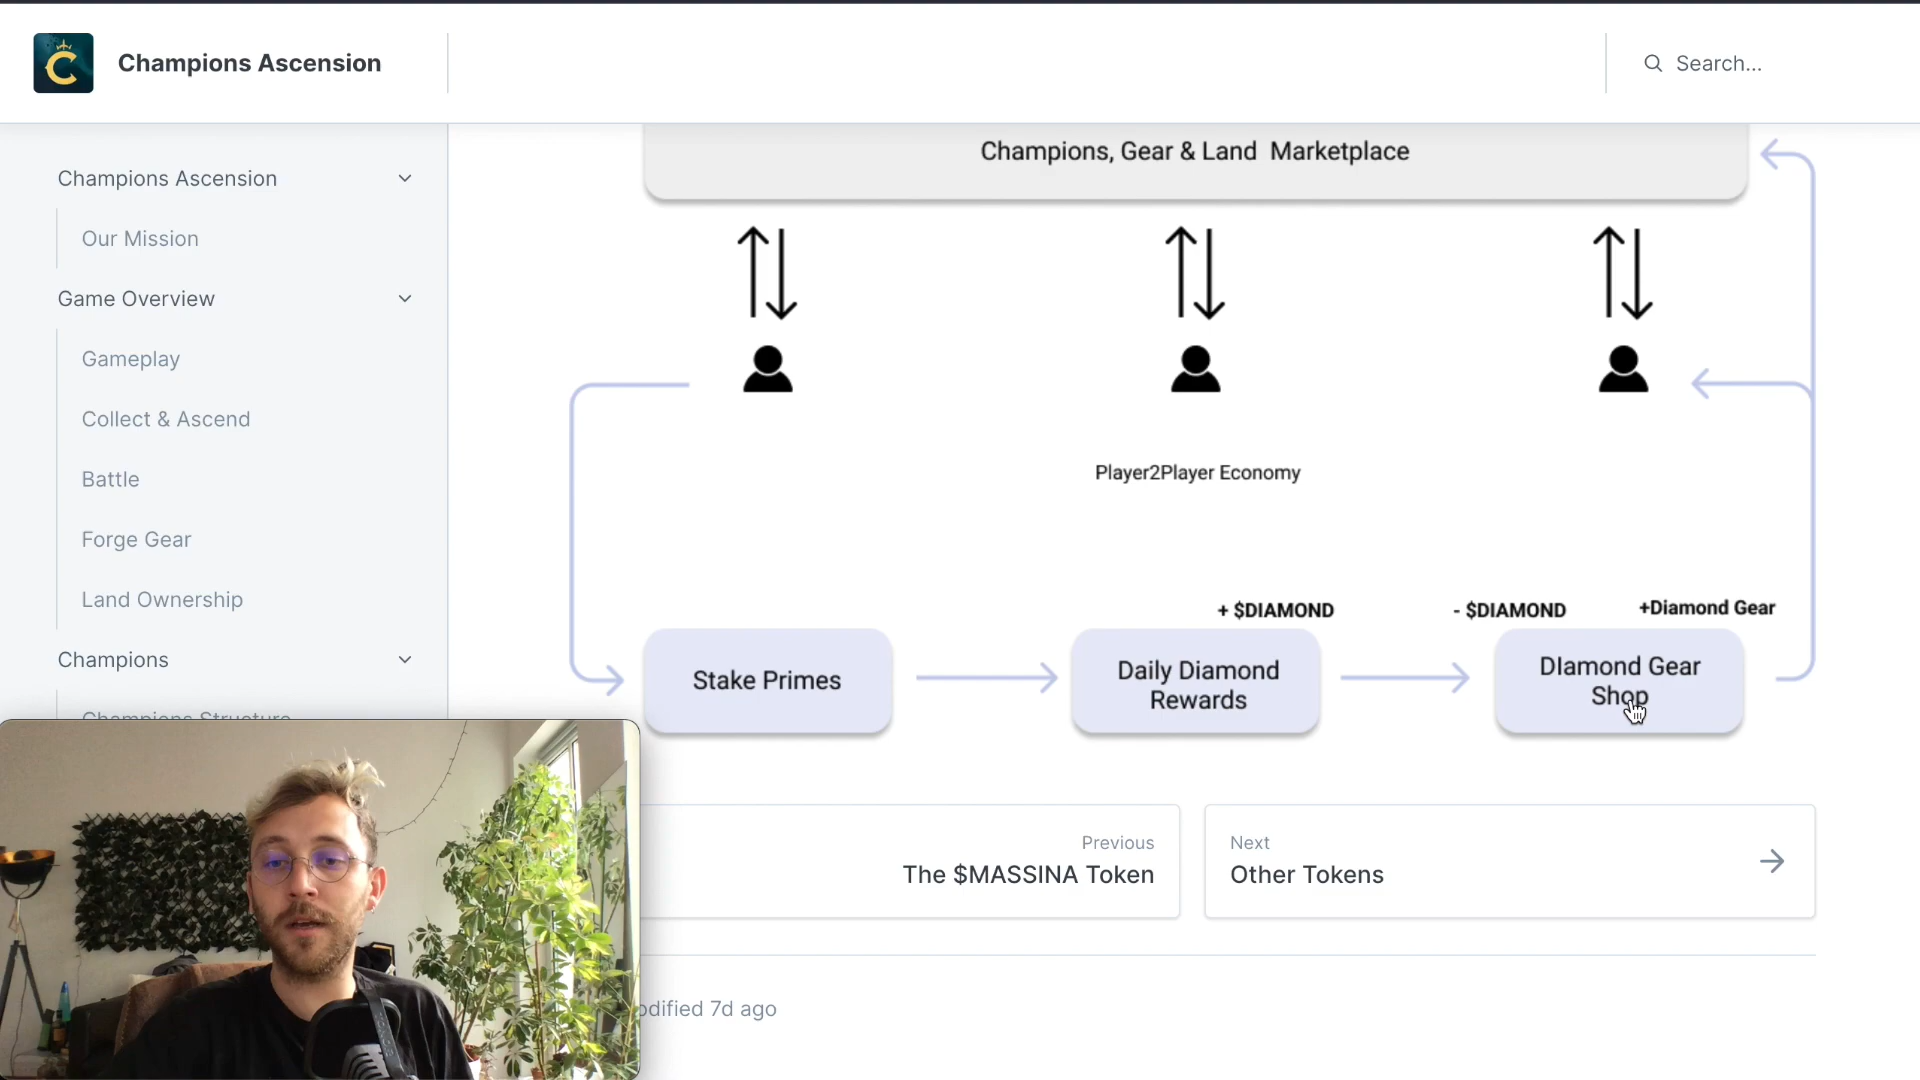 Champions Ascension
Search...
Champions Ascension
Our Mission
Game Overview
Gameplay
Collect & Ascend
Battle
Forge Gear
Land Ownership
Champions
Champions Structure
Champions, Gear & Land Marketplace
Player2Player Economy
+ $DIAMOND
- $DIAMOND
+Diamond Gear
Stake Primes
Daily Diamond
Rewards
DIamond Gear
Shop
Previous
The $MASSINA Token
Next
Other Tokens
odified 7d ago